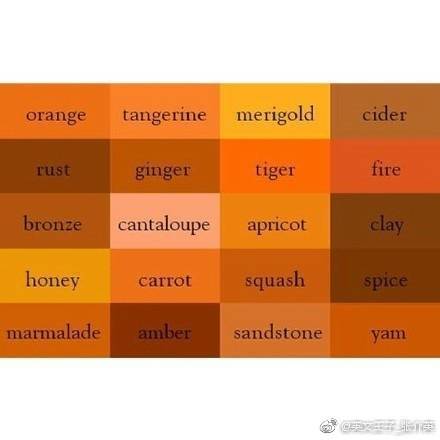 orange tangerine merigold cider
rust ginger tiger fire
bronze cantaloupe apricot clay
honey carrot squash spice
marmalade amber sandstone yam